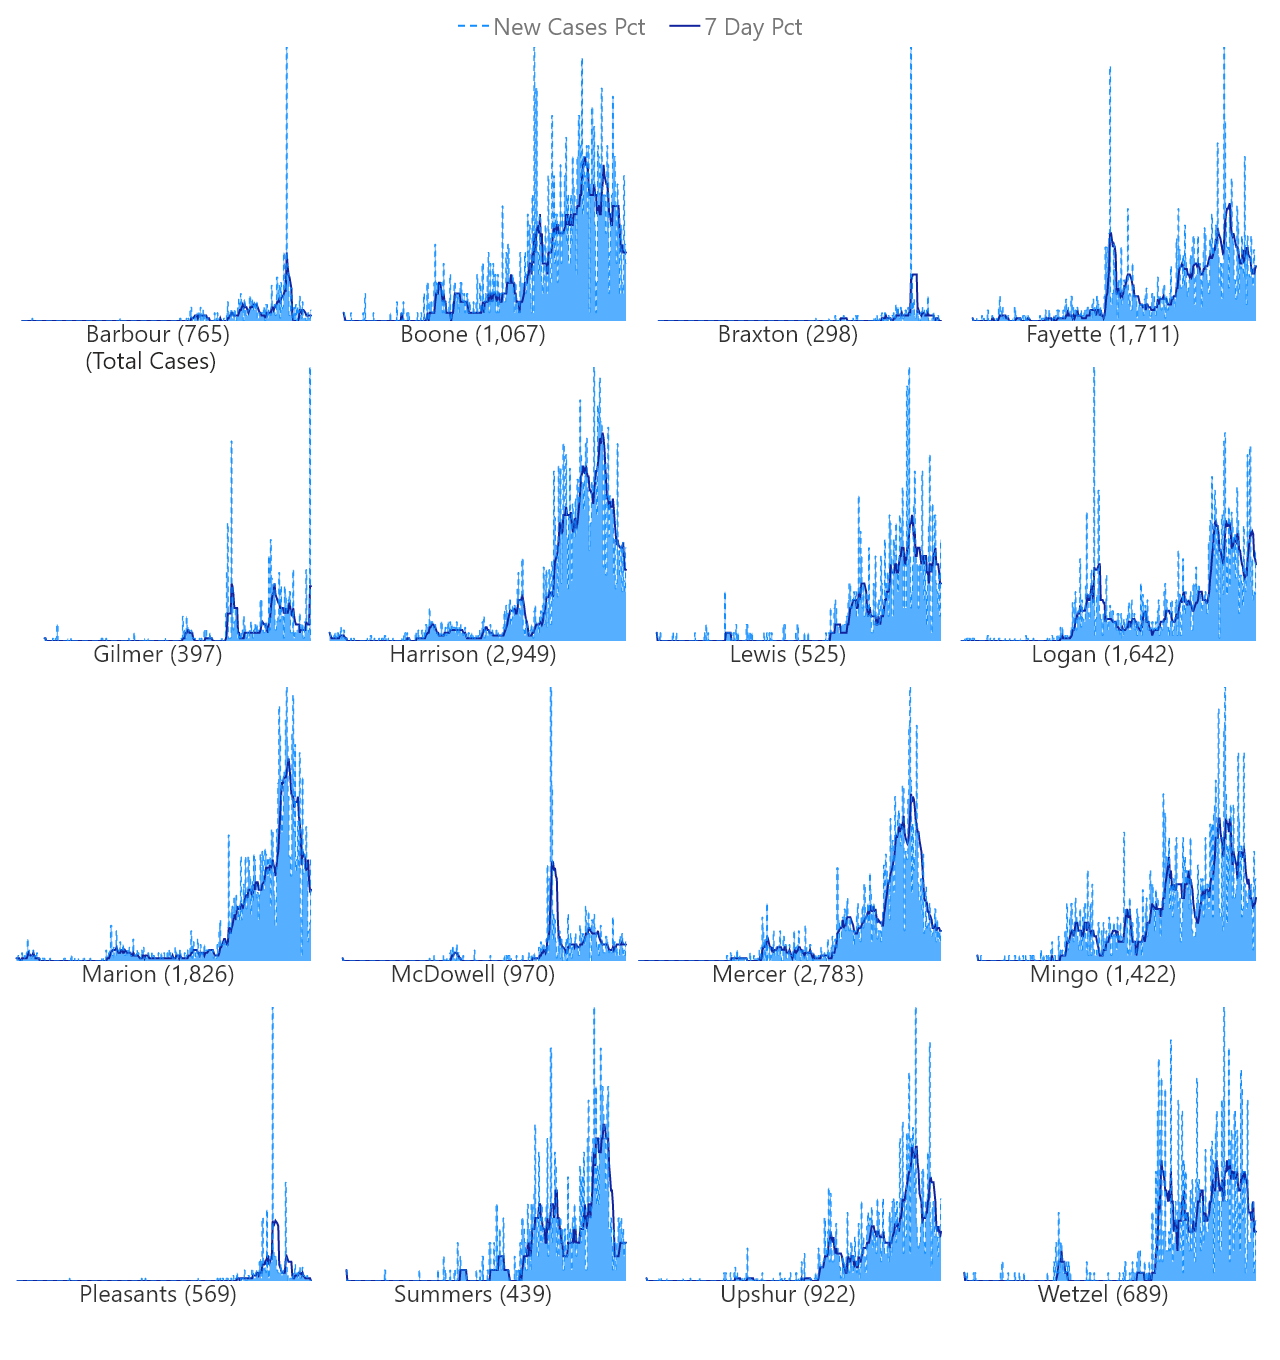 New Cases Pct 7 Day Pct
Barbour (765) Boone (1,067) Braxton (298) Fayette (1,711)
(Total Cases)
Gilmer (397) Harrison (2,949) Lewis (525) Logan (1,642)
Marion (1,826) McDowell (970) Mercer (2,783) Mingo (1,422)
Pleasants (569) Summers (439) Upshur (922) Wetzel (689)